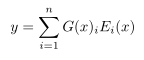 y = \sum_{i=1}^{n} G(x)_i E_i(x)